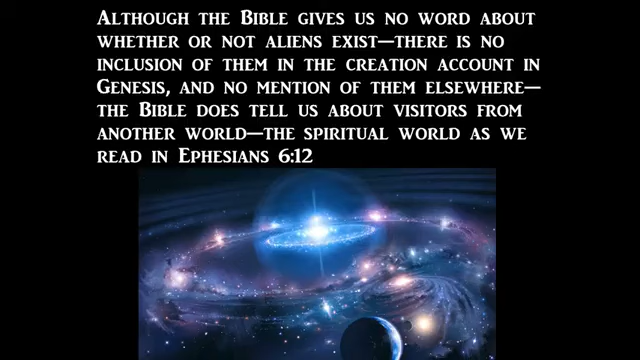 Although the Bible gives us no word about
whether or not aliens exist—there is no
inclusion of them in the creation account in
Genesis, and no mention of them elsewhere—
the Bible does tell us about visitors from
another world—the spiritual world as we
read in Ephesians 6:12